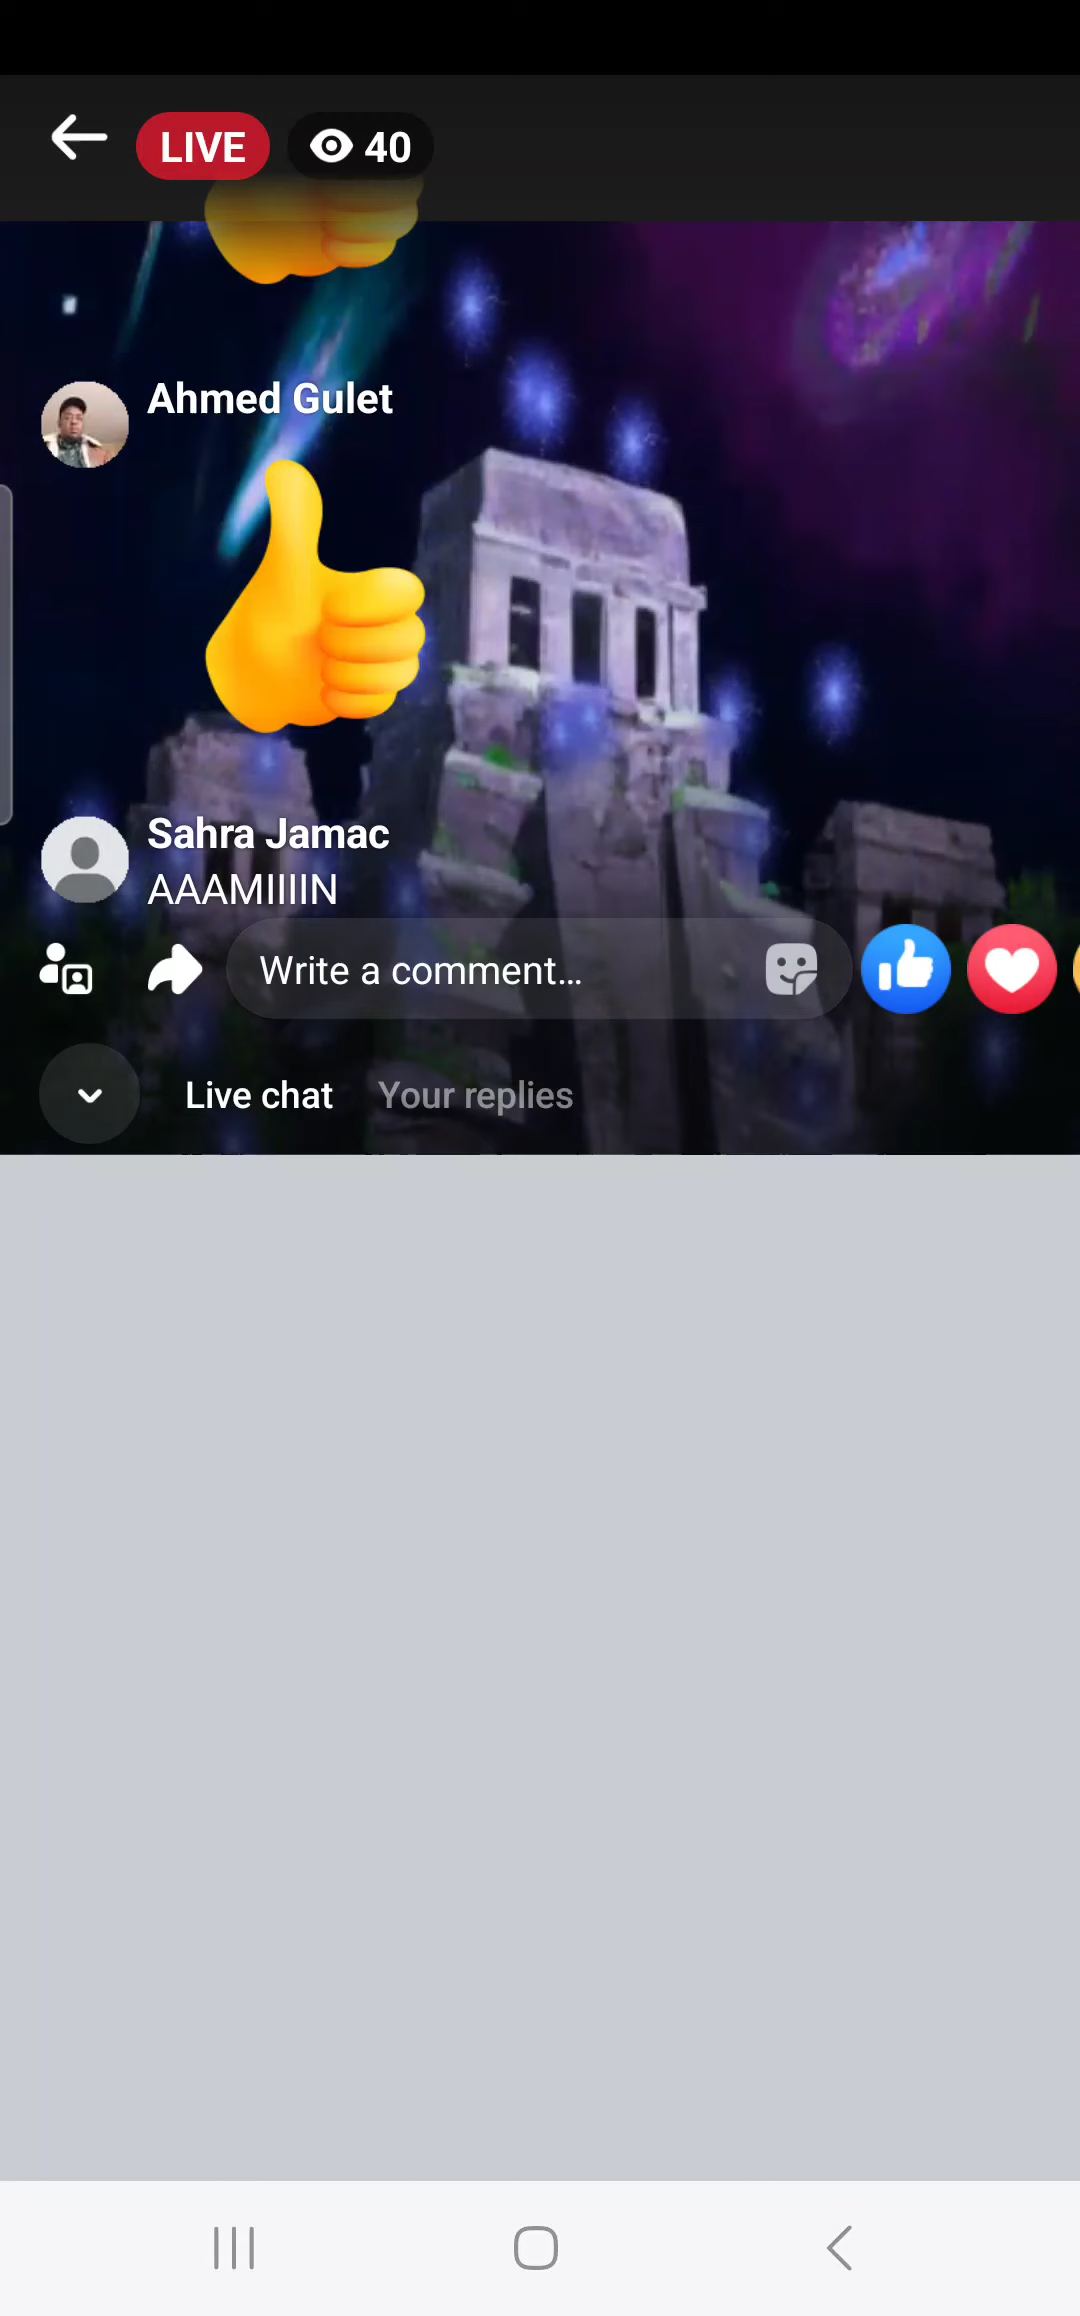 LIVE 40
Ahmed Gulet
Sahra Jamac
AAAMIIIIN
Write a comment...
Live chat Your replies